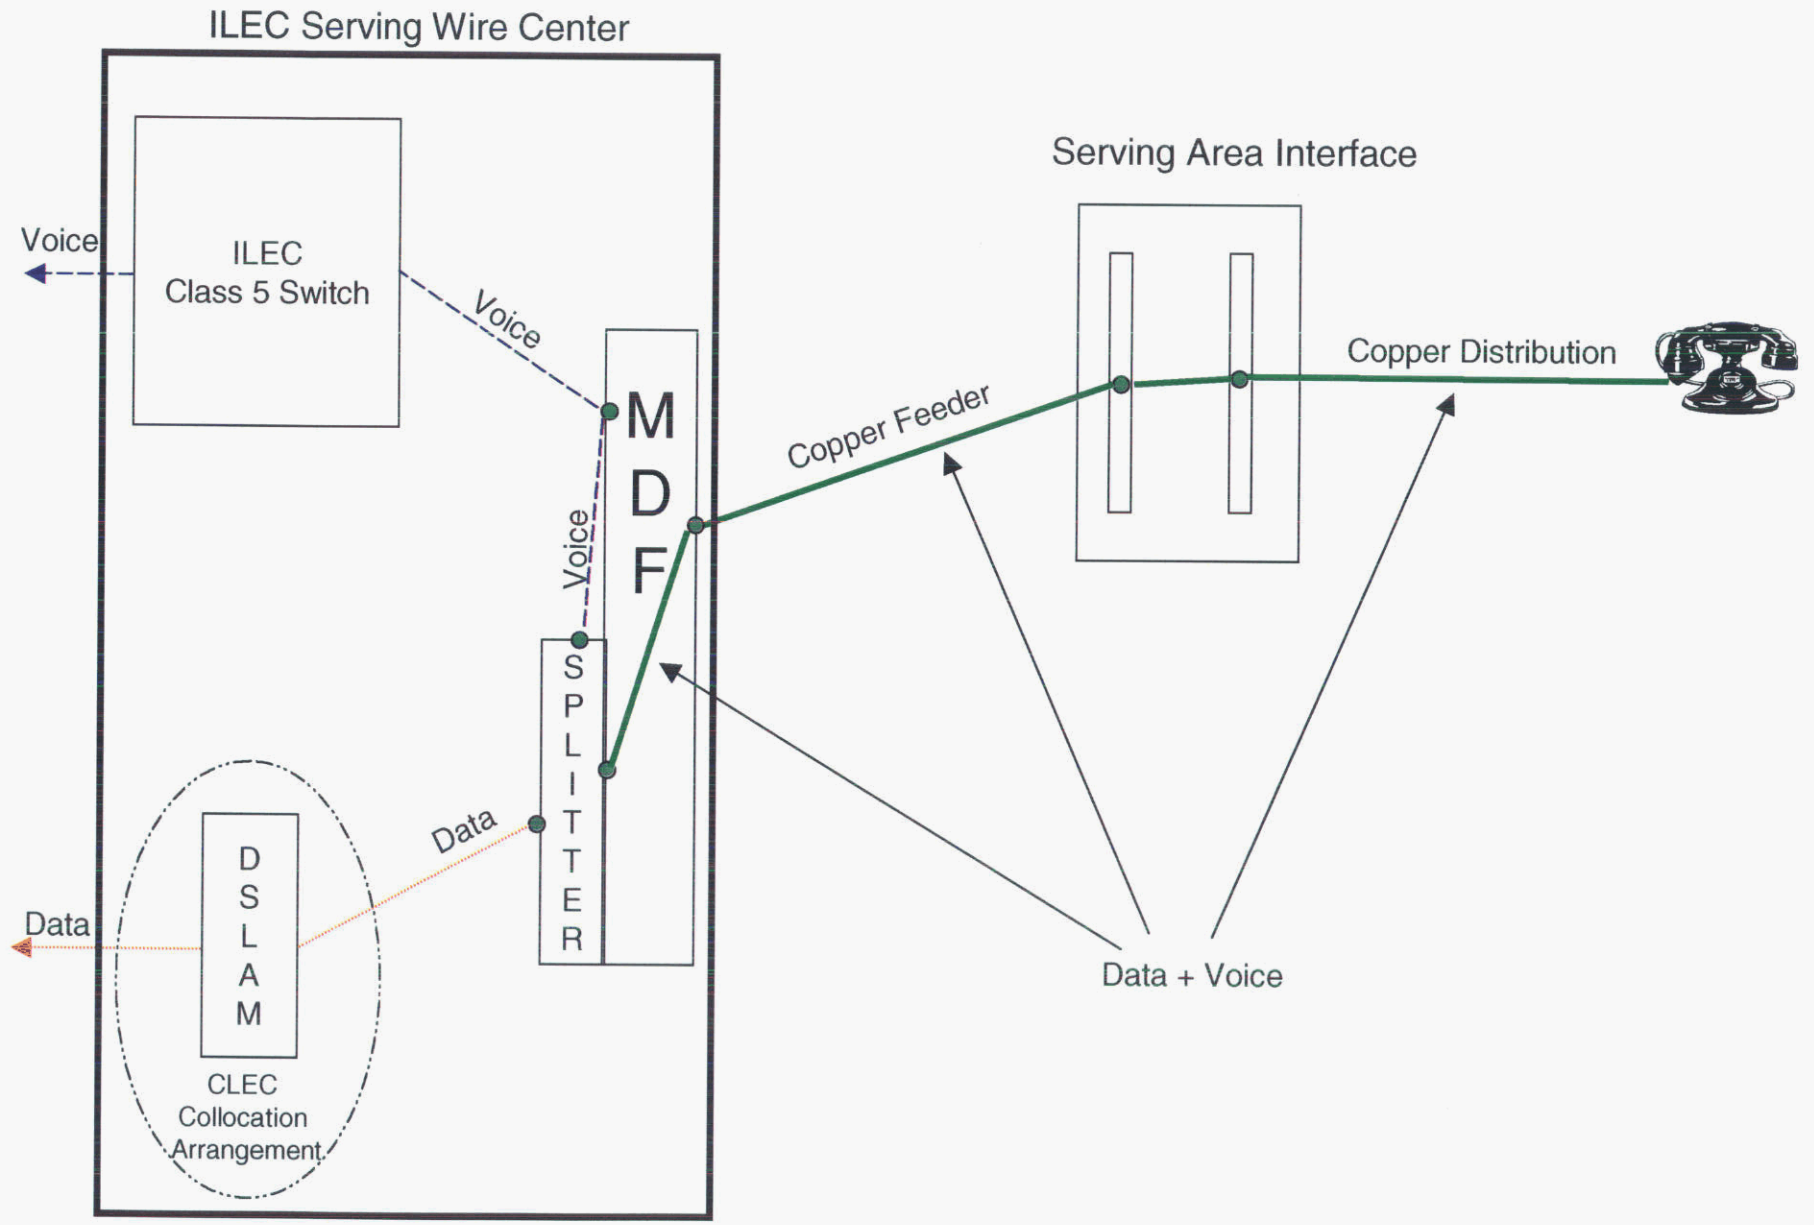 ILEC Serving Wire Center
Serving Area Interface
Voice
ILEC
Class 5 Switch
Voice
Copper Distribution
M
D
F
Copper Feeder
Voice
S
P
L
I
T
T
E
R
Data
D
S
L
A
M
Data
Data + Voice
CLEC
Collocation
Arrangement